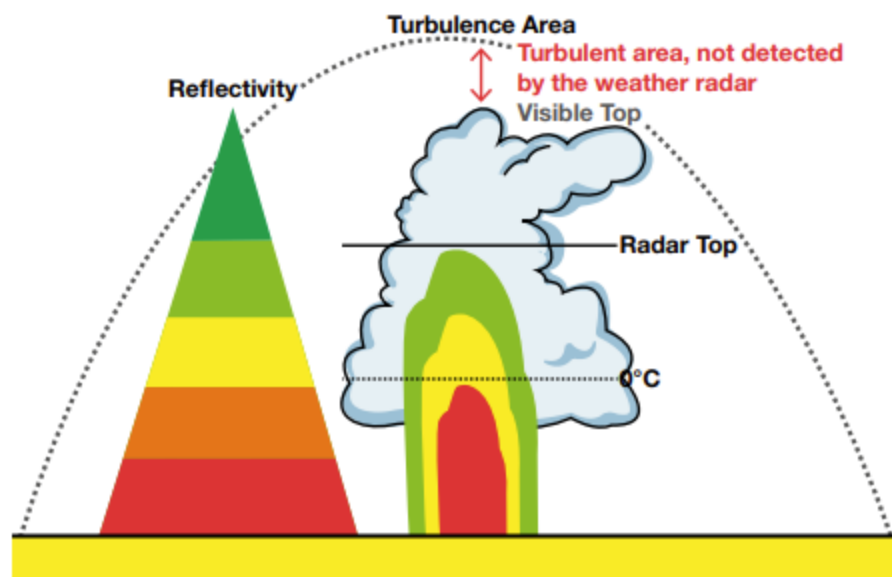 Turbulence Area
Turbulent area, not detected
by the weather radar
Reflectivity
Visible Top
Radar Top
0°C